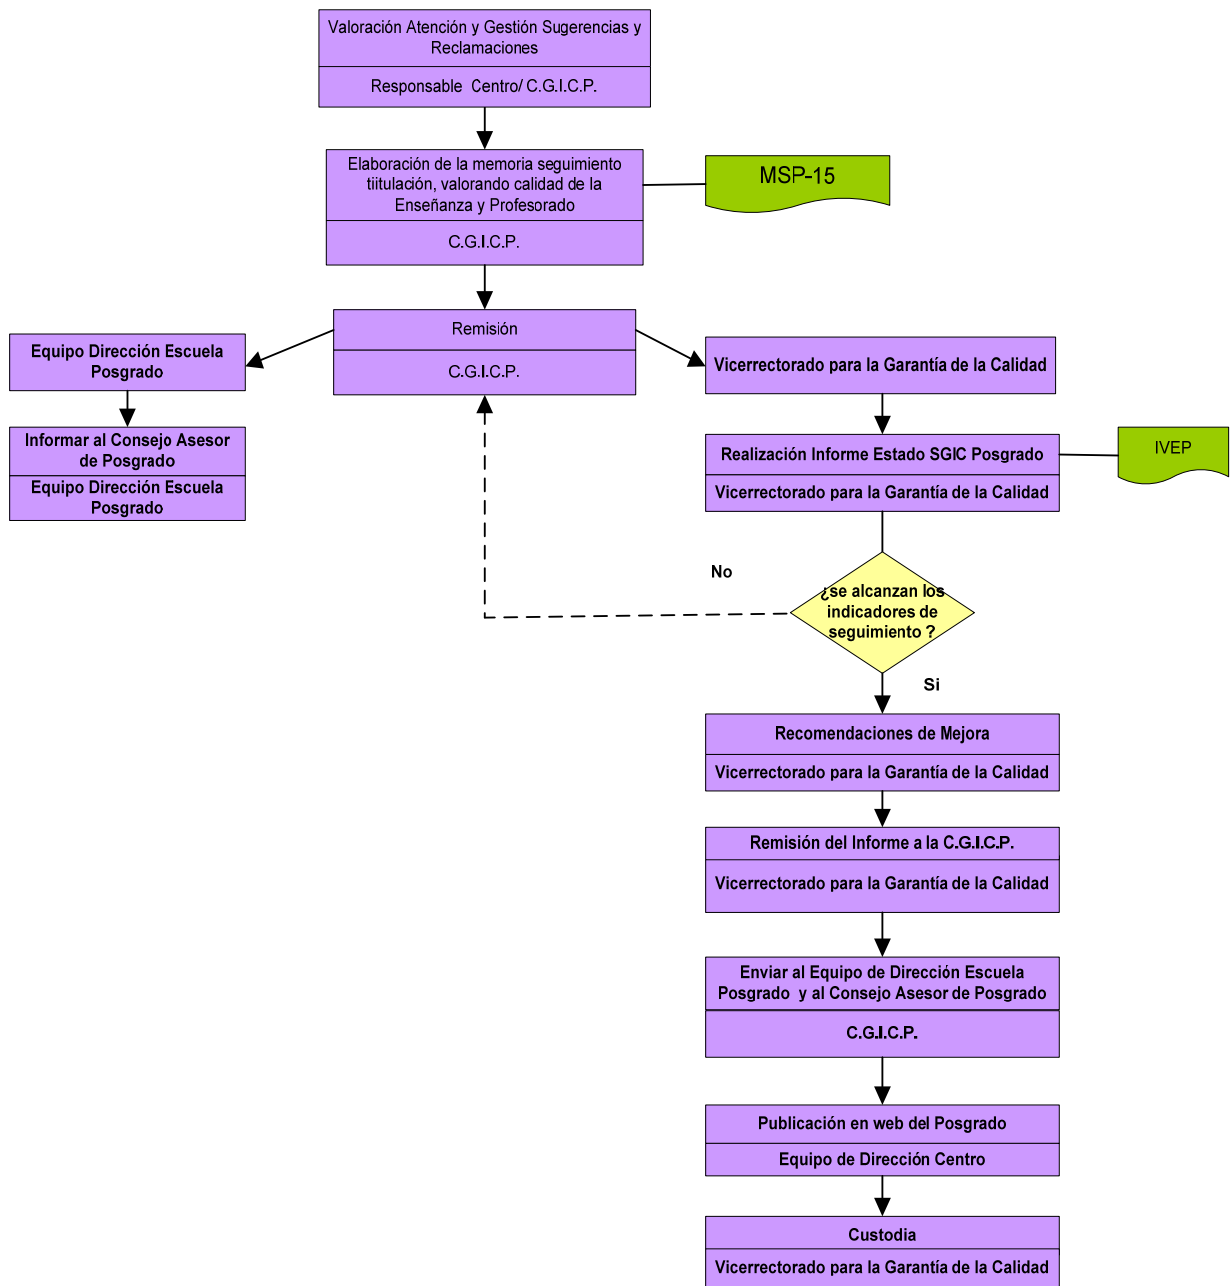 Valoración Atención y Gestión Sugerencias y
Reclamaciones
Responsable Centro/ C.G.I.C.P.
Elaboración de la memoria seguimiento
tiitulación, valorando calidad de la
Enseñanza y Profesorado
C.G.I.C.P.
MSP-15
Remisión
C.G.I.C.P.
Equipo Dirección Escuela
Posgrado
Informar al Consejo Asesor
de Posgrado
Equipo Dirección Escuela
Posgrado
Vicerrectorado para la Garantía de la Calidad
Realización Informe Estado SGIC Posgrado
Vicerrectorado para la Garantía de la Calidad
IVEP
No
¿se alcanzan los
indicadores de
seguimiento ?
Si
Recomendaciones de Mejora
Vicerrectorado para la Garantía de la Calidad
Remisión del Informe a la C.G.I.C.P.
Vicerrectorado para la Garantía de la Calidad
Enviar al Equipo de Dirección Escuela
Posgrado y al Consejo Asesor de Posgrado
C.G.I.C.P.
Publicación en web del Posgrado
Equipo de Dirección Centro
Custodia
Vicerrectorado para la Garantía de la Calidad